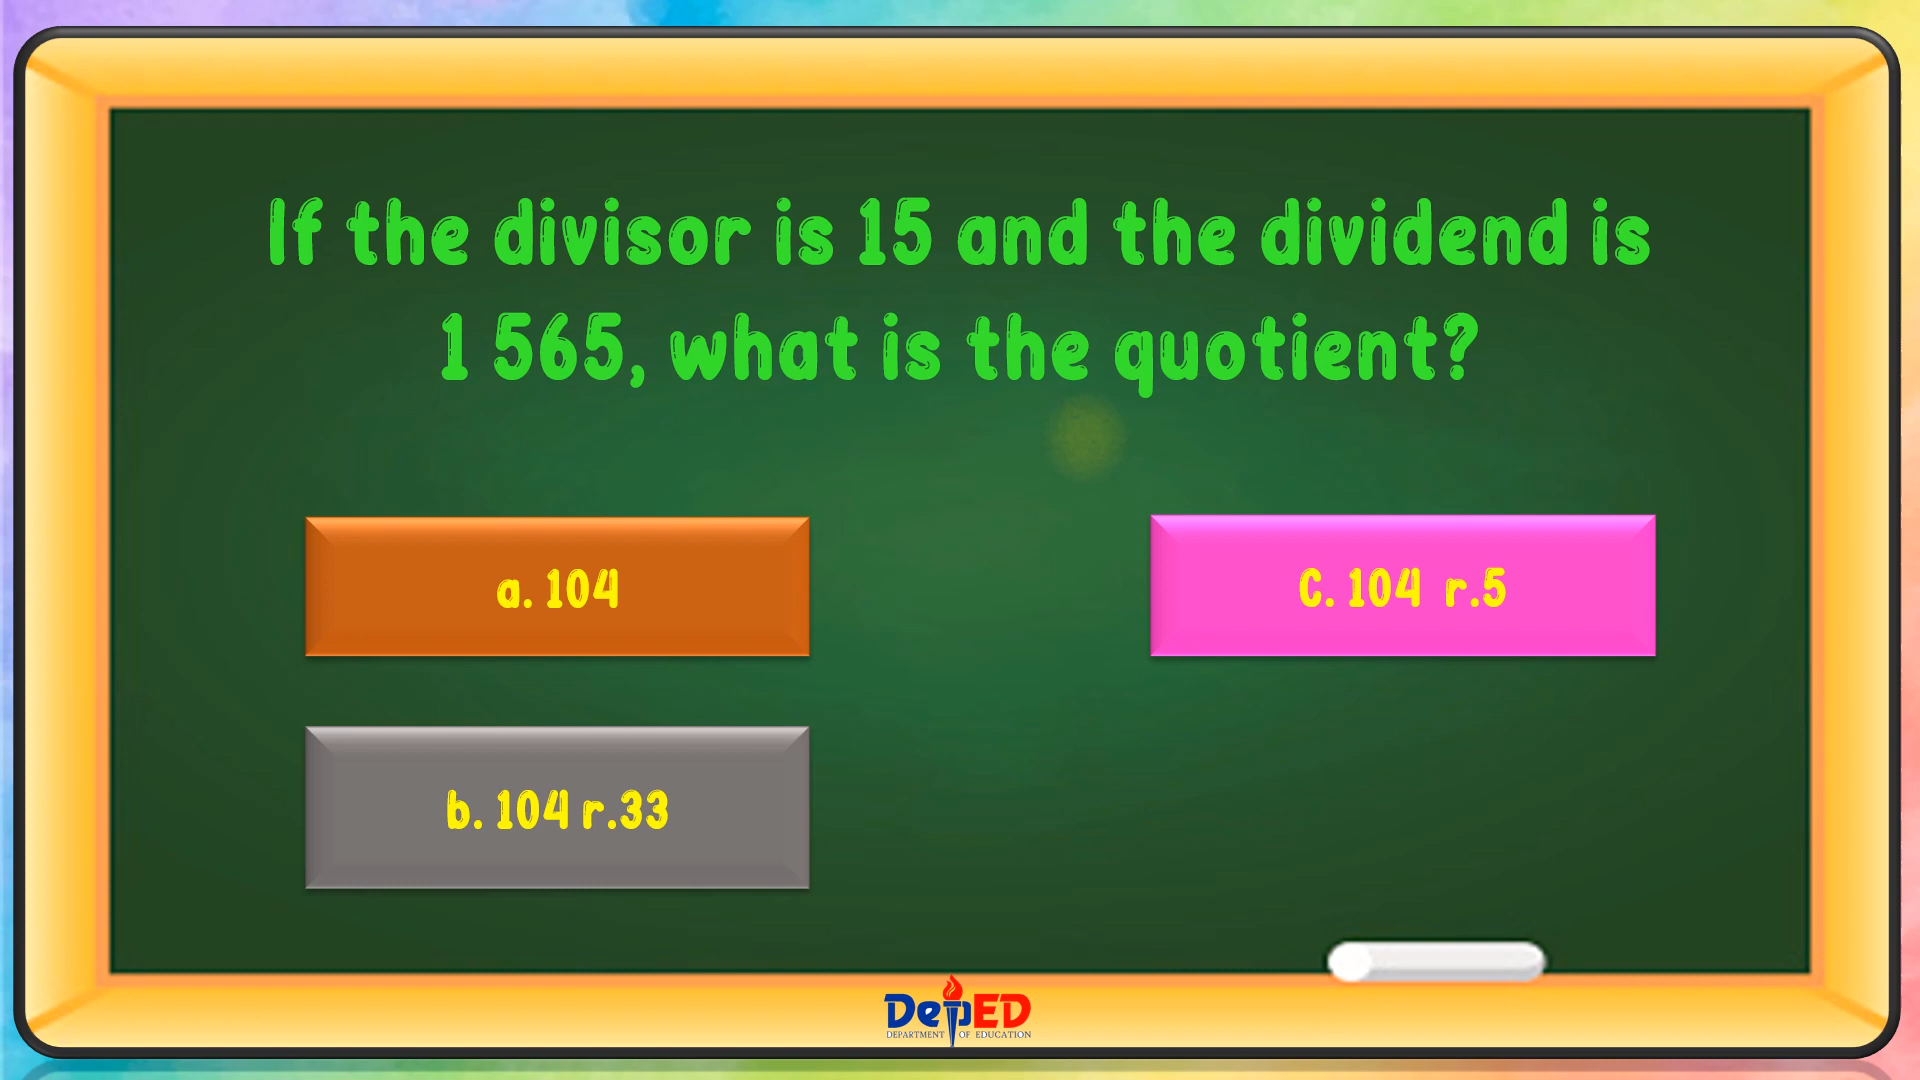 If the divisor is 15 and the dividend is
1 565, what is the quotient?
a. 104
C. 104 r.5
b. 104 r.33
DepED
DEPARTMENT OF EDUCATION